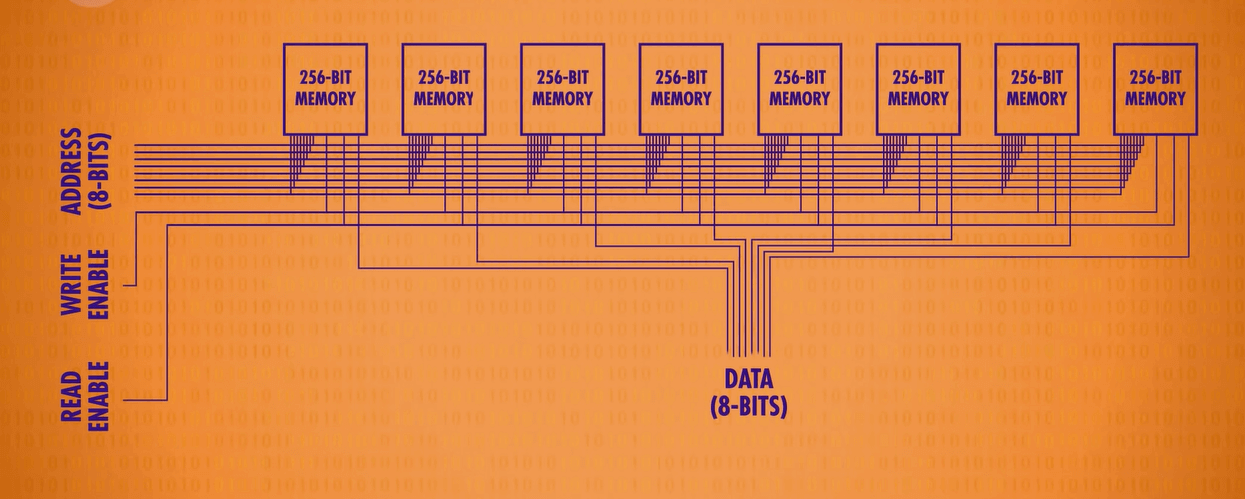 256-BIT
MEMORY
256-BIT
MEMORY
256-BIT
MEMORY
256-BIT
MEMORY
256-BIT
MEMORY
256-BIT
MEMORY
256-BIT
MEMORY
256-BIT
MEMORY
ADDRESS
(8-BITS)
WRITE
ENABLE
READ
ENABLE
DATA
(8-BITS)